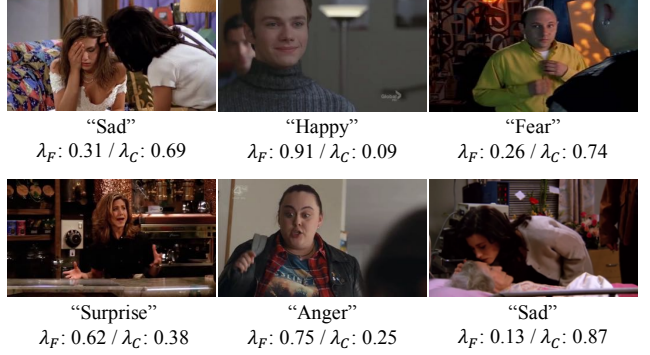 “Sad” “Happy” “Fear”
λ_F: 0.31 / λ_C: 0.69 λ_F: 0.91 / λ_C: 0.09 λ_F: 0.26 / λ_C: 0.74
“Surprise” “Anger” “Sad”
λ_F: 0.62 / λ_C: 0.38 λ_F: 0.75 / λ_C: 0.25 λ_F: 0.13 / λ_C: 0.87